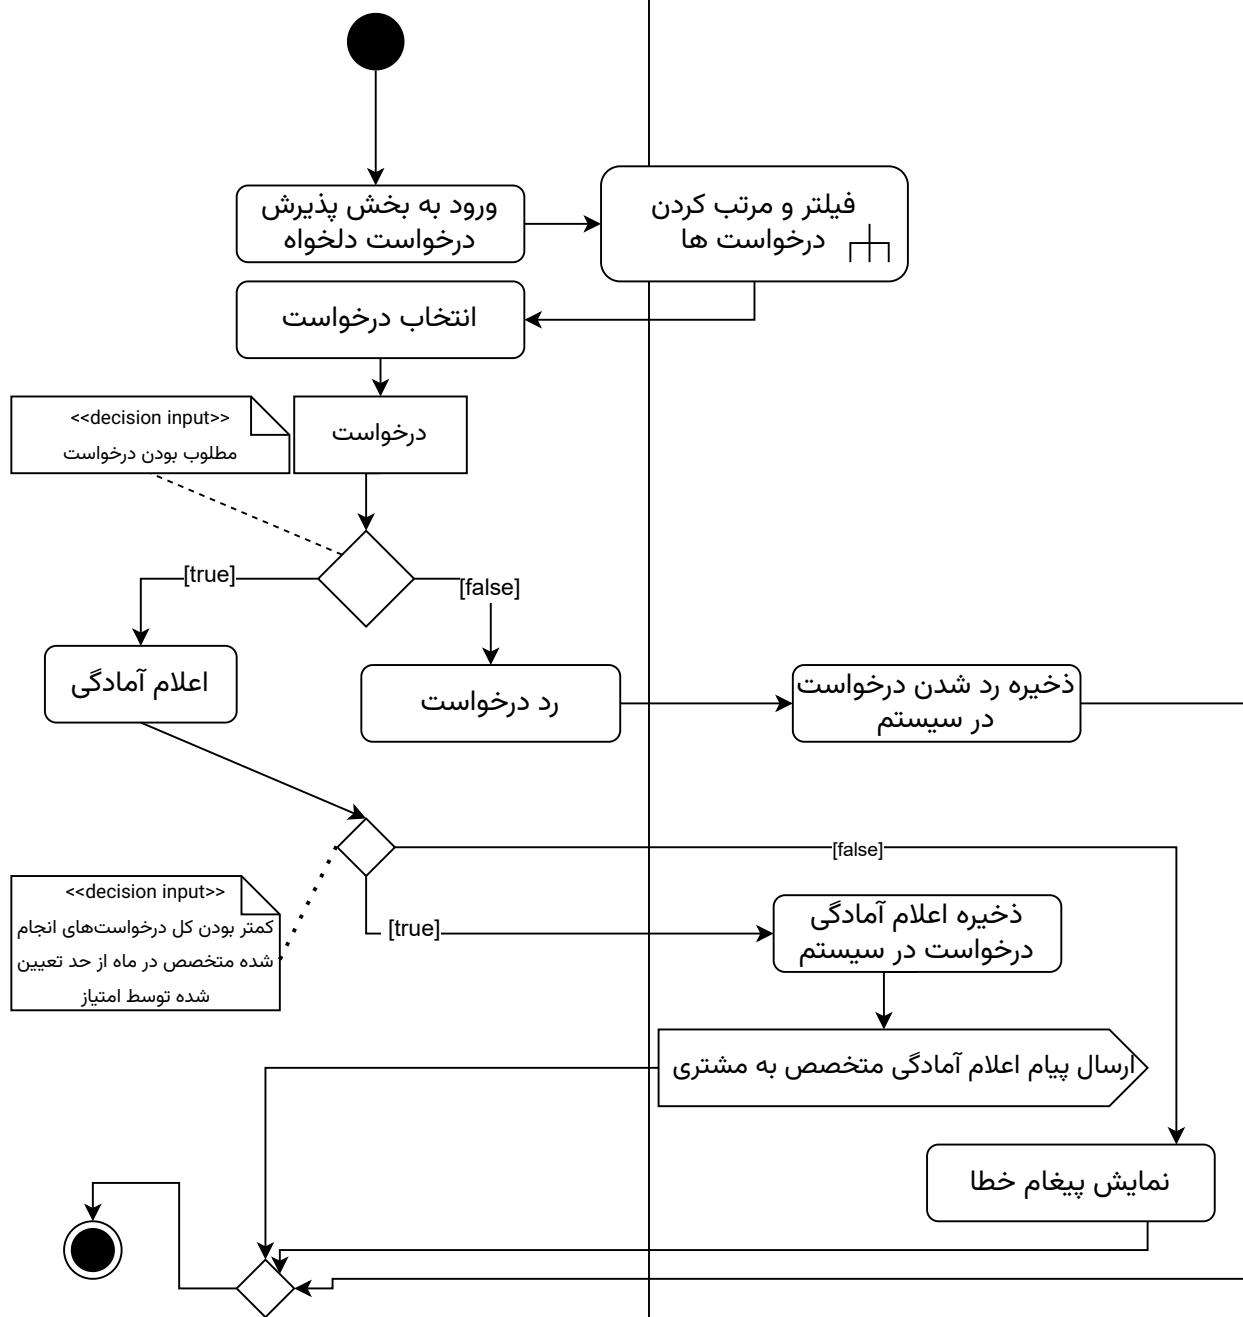 ورود به بخش پذیرش
درخواست دلخواه
فیلتر و مرتب کردن
درخواست ها
انتخاب درخواست
<<decision input>>
مطلوب بودن درخواست
درخواست
[true]
[false]
اعلام آمادگی
رد درخواست
ذخیره رد شدن درخواست
در سیستم
[false]
<<decision input>>
کمتر بودن کل درخواست‌های انجام
شده متخصص در ماه از حد تعیین
شده توسط امتیاز
[true]
ذخیره اعلام آمادگی
درخواست در سیستم
ارسال پیام اعلام آمادگی متخصص به مشتری
نمایش پیغام خطا